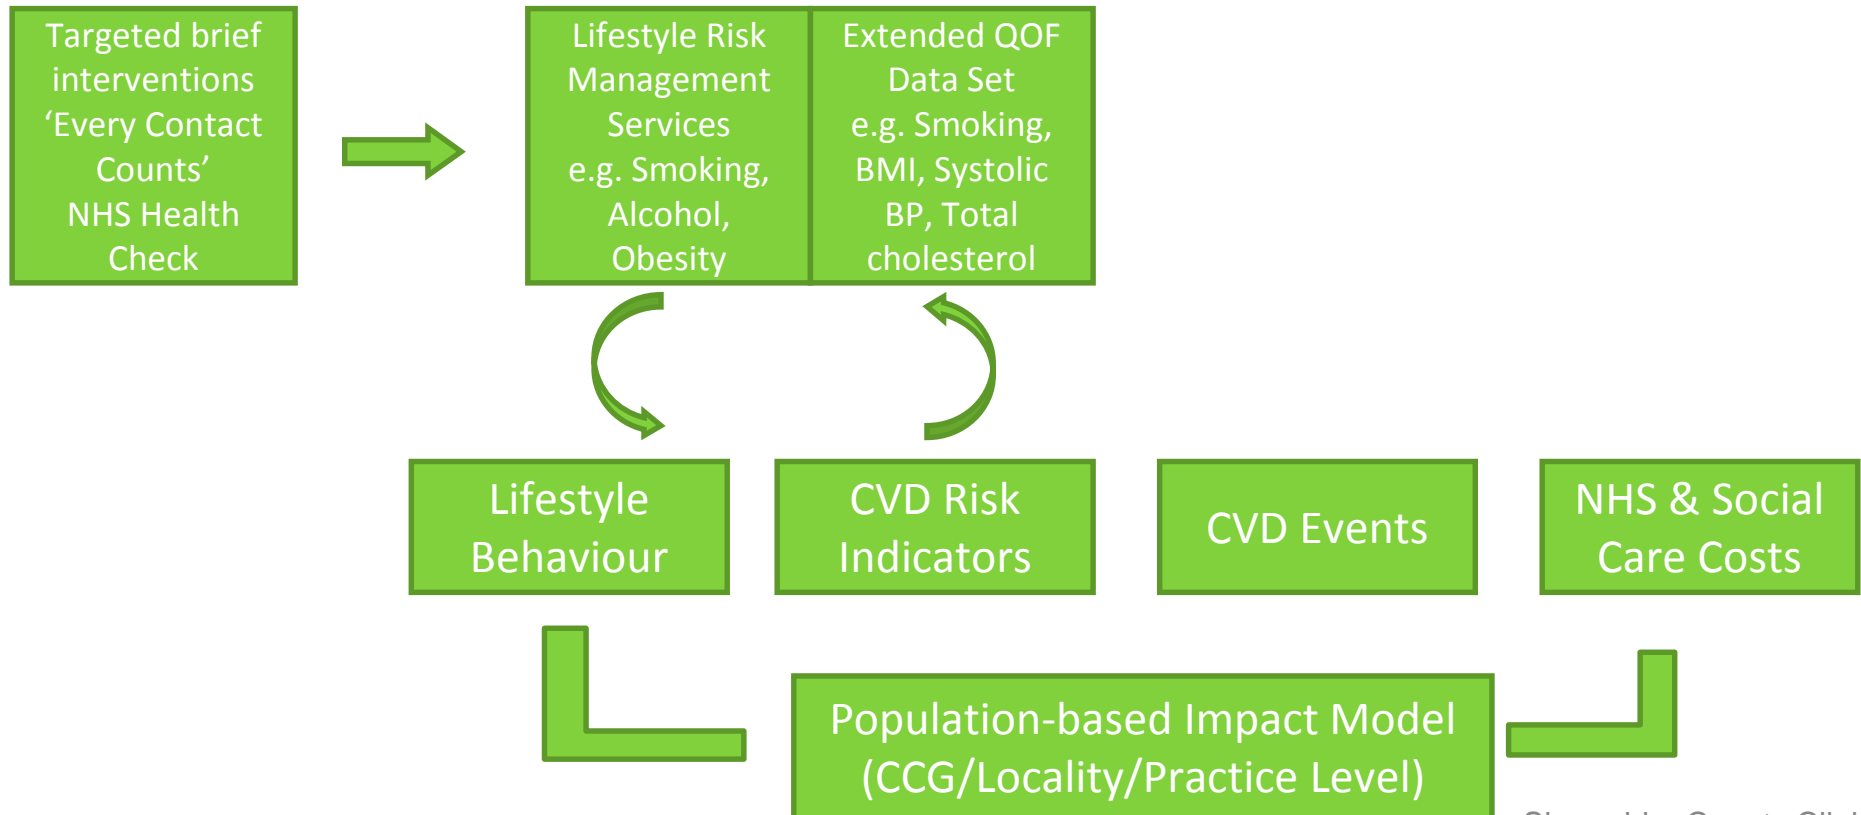 Targeted brief
interventions
‘Every Contact
Counts’
NHS Health
Check
Lifestyle Risk
Management
Services
e.g. Smoking,
Alcohol,
Obesity
Extended QOF
Data Set
e.g. Smoking,
BMI, Systolic
BP, Total
cholesterol
Lifestyle
Behaviour
CVD Risk
Indicators
CVD Events
NHS & Social
Care Costs
Population-based Impact Model
(CCG/Locality/Practice Level)